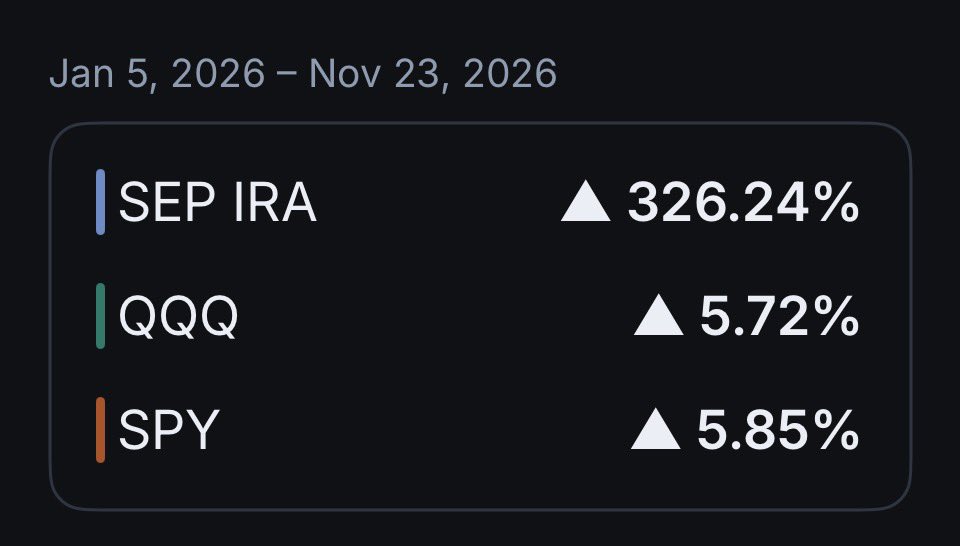 Jan 5, 2026 – Nov 23, 2026
SEP IRA ▲ 326.24%
QQQ ▲ 5.72%
SPY ▲ 5.85%